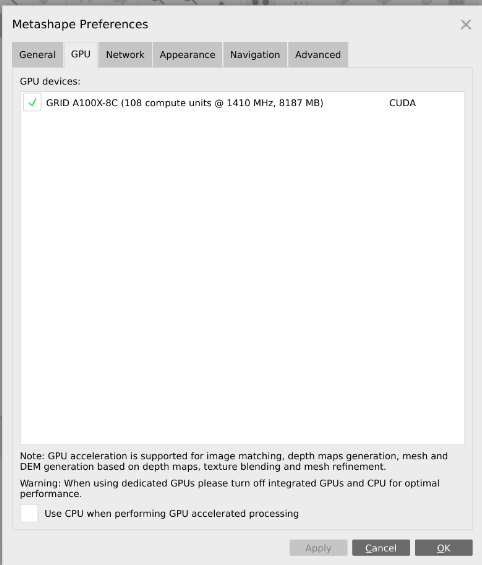 Metashape Preferences
General GPU Network Appearance Navigation Advanced
GPU devices:
GRID A100X-8C (108 compute units @ 1410 MHz, 8187 MB) CUDA
Note: GPU acceleration is supported for image matching, depth maps generation, mesh and
DEM generation based on depth maps, texture blending and mesh refinement.
Warning: When using dedicated GPUs please turn off integrated GPUs and CPU for optimal
performance.
Use CPU when performing GPU accelerated processing
Apply Cancel OK